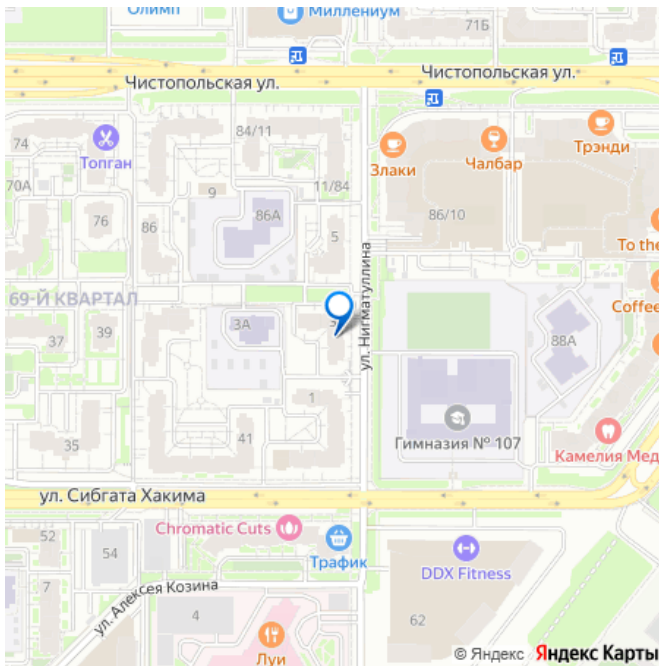 Олимп
Миллениум
71Б
Чистопольская ул.
Чистопольская ул.
74
Топган
84/11
Злаки
Чалбар
Трэнди
70А
76
86
9
86А
11/84
5
86/10
To the
69-Й КВАРТАЛ
ул. Нигматуллина
Coffee
37
39
3А
88А
1
35
41
Гимназия № 107
Камелия Мед
ул. Сибгата Хакима
52
54
Chromatic Cuts
Трафик
DDX Fitness
7
ул. Алексея Козина
4
62
Луи
© Яндекс Яндекс Карты